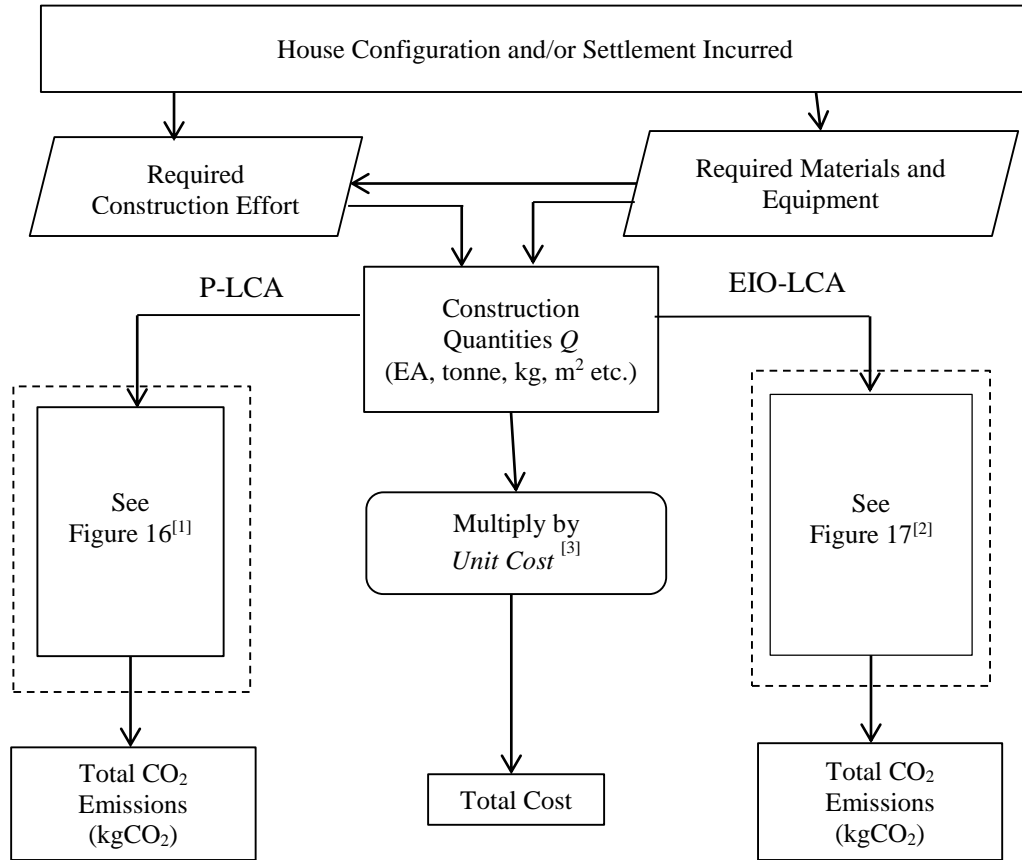 House Configuration and/or Settlement Incurred
Required
Construction Effort
Required Materials and
Equipment
P-LCA
EIO-LCA
Construction
Quantities Q
(EA, tonne, kg, m² etc.)
See
Figure 16[1]
Multiply by
Unit Cost [3]
See
Figure 17[2]
Total CO₂
Emissions
(kgCO₂)
Total Cost
Total CO₂
Emissions
(kgCO₂)